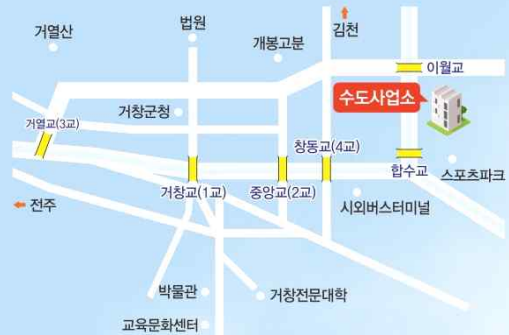 법원
김천
거열산
개봉고분
이월교
수도사업소
거창군청
거열교(3교)
창동교(4교)
합수교
스포츠파크
거창교(1교)
중앙교(2교)
시외버스터미널
전주
박물관
거창전문대학
교육문화센터